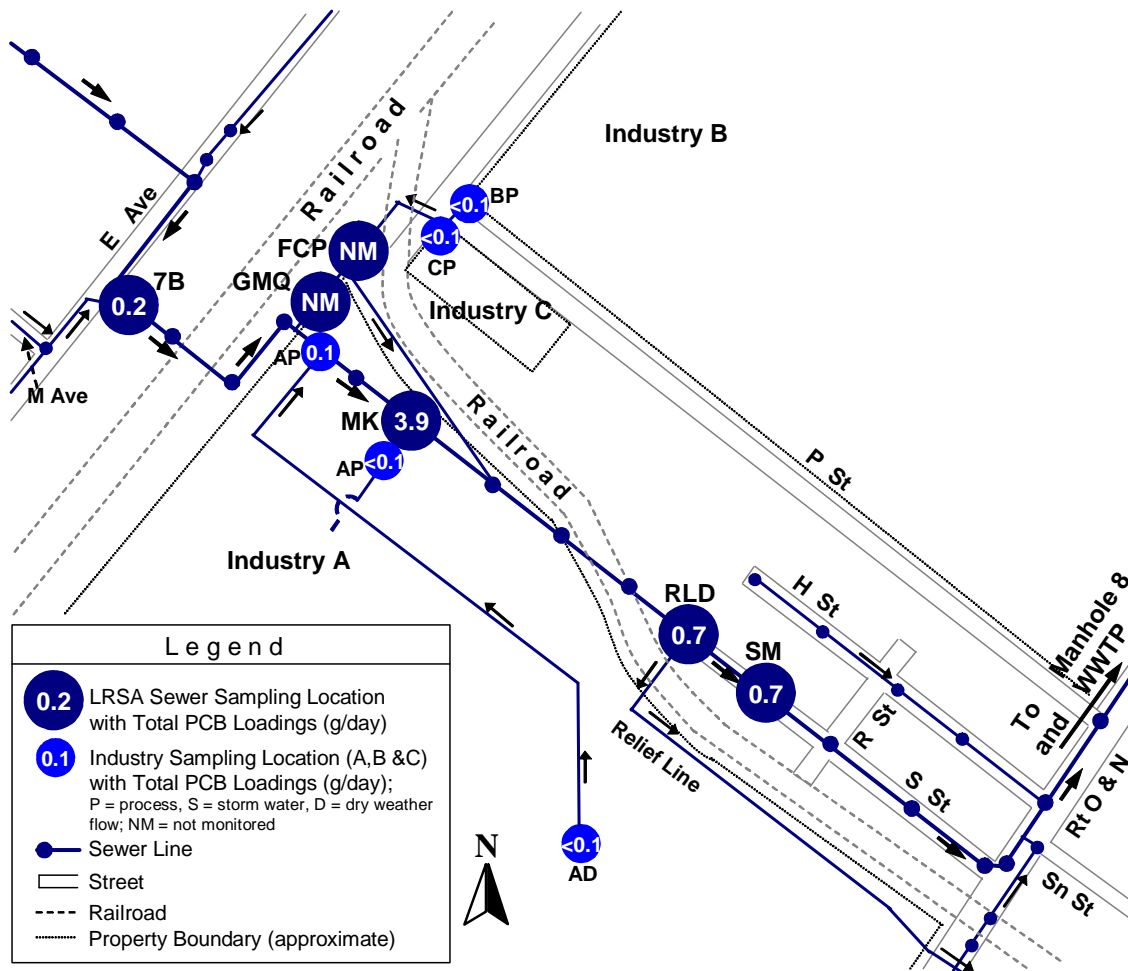 Industry B
Railroad
E Ave
<0.1
BP
<0.1
CP
FCP
NM
7B
GMQ
NM
0.2
Industry C
AP
0.1
M Ave
MK
3.9
Railroad
AP
<0.1
P St
Industry A
H St
RLD
0.7
SM
0.7
To Manhole 8
and WWTP
R St
Relief Line
S St
Rt O & N
Sn St
<0.1
AD
N
Legend
0.2
LRSA Sewer Sampling Location
with Total PCB Loadings (g/day)
0.1
Industry Sampling Location (A,B &C)
with Total PCB Loadings (g/day);
P = process, S = storm water, D = dry weather
flow; NM = not monitored
Sewer Line
Street
Railroad
Property Boundary (approximate)